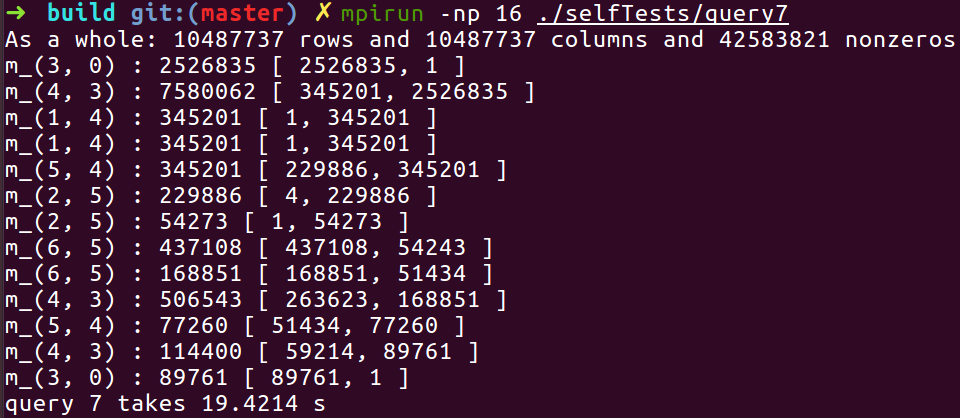 ➜  build git:(master) ✗ mpirun -np 16 ./selfTests/query7
As a whole: 10487737 rows and 10487737 columns and 42583821 nonzeros
m_(3, 0) : 2526835 [ 2526835, 1 ]
m_(4, 3) : 7580062 [ 345201, 2526835 ]
m_(1, 4) : 345201 [ 1, 345201 ]
m_(1, 4) : 345201 [ 1, 345201 ]
m_(5, 4) : 345201 [ 229886, 345201 ]
m_(2, 5) : 229886 [ 4, 229886 ]
m_(2, 5) : 54273 [ 1, 54273 ]
m_(6, 5) : 437108 [ 437108, 54243 ]
m_(6, 5) : 168851 [ 168851, 51434 ]
m_(4, 3) : 506543 [ 263623, 168851 ]
m_(5, 4) : 77260 [ 51434, 77260 ]
m_(4, 3) : 114400 [ 59214, 89761 ]
m_(3, 0) : 89761 [ 89761, 1 ]
query 7 takes 19.4214 s